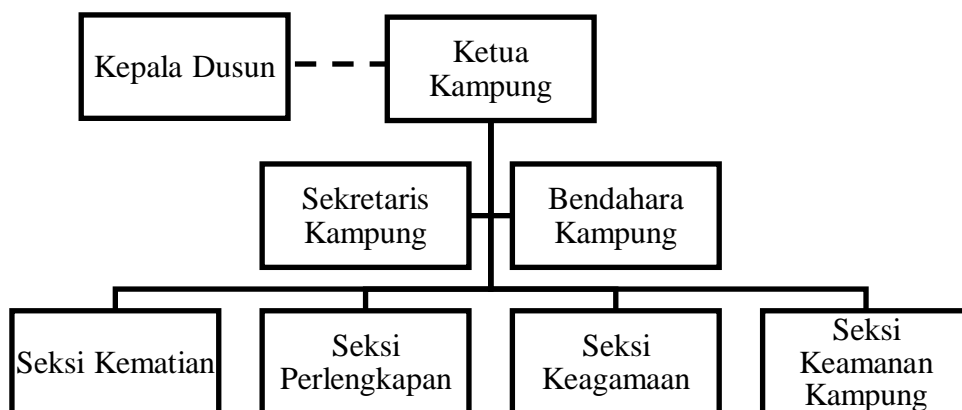 Kepala Dusun
Ketua
Kampung
Sekretaris
Kampung
Bendahara
Kampung
Seksi Kematian
Seksi
Perlengkapan
Seksi
Keagamaan
Seksi
Keamanan
Kampung